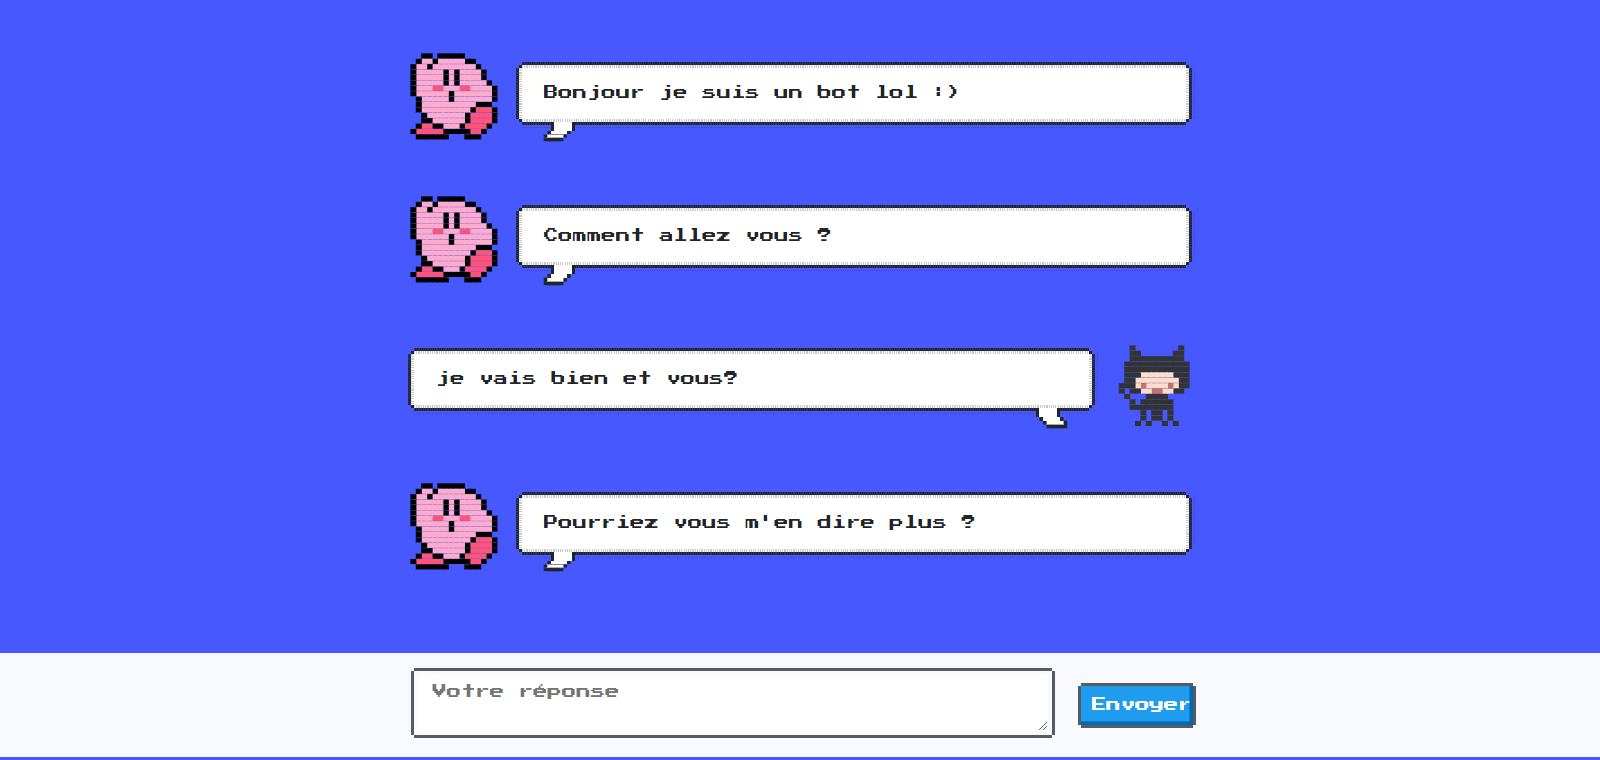 Bonjour je suis un bot lol :)
Comment allez vous ?
je vais bien et vous?
Pourriez vous m'en dire plus ?
Votre réponse
Envoyer